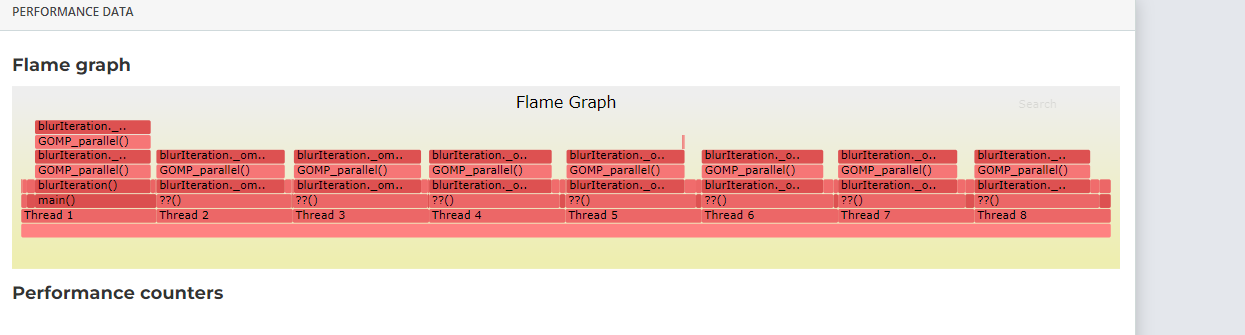 PERFORMANCE DATA
Flame graph
Flame Graph
Search
blurIteration._..
GOMP_parallel()
blurIteration._.. blurIteration._om.. blurIteration._om.. blurIteration._o.. blurIteration._o.. blurIteration._o.. blurIteration._o.. blurIteration._..
GOMP_parallel() GOMP_parallel() GOMP_parallel() GOMP_parallel() GOMP_parallel() GOMP_parallel() GOMP_parallel() GOMP_parallel()
blurIteration() blurIteration._om.. blurIteration._om.. blurIteration._o.. blurIteration._o.. blurIteration._o.. blurIteration._o.. blurIteration._..
main() ??() ??() ??() ??() ??() ??() ??()
Thread 1 Thread 2 Thread 3 Thread 4 Thread 5 Thread 6 Thread 7 Thread 8
Performance counters